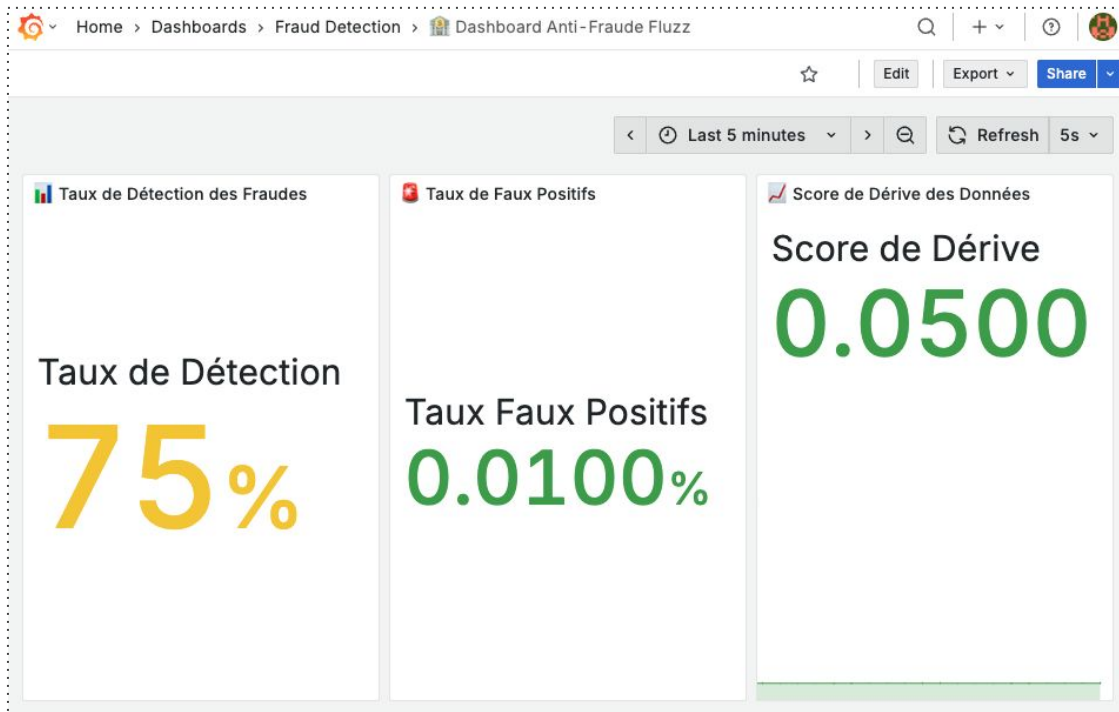 Home › Dashboards › Fraud Detection › Dashboard Anti-Fraude Fluzz
Edit Export Share
Last 5 minutes Refresh 5s
Taux de Détection des Fraudes
Taux de Détection
75%
Taux de Faux Positifs
Taux Faux Positifs
0.0100%
Score de Dérive des Données
Score de Dérive
0.0500